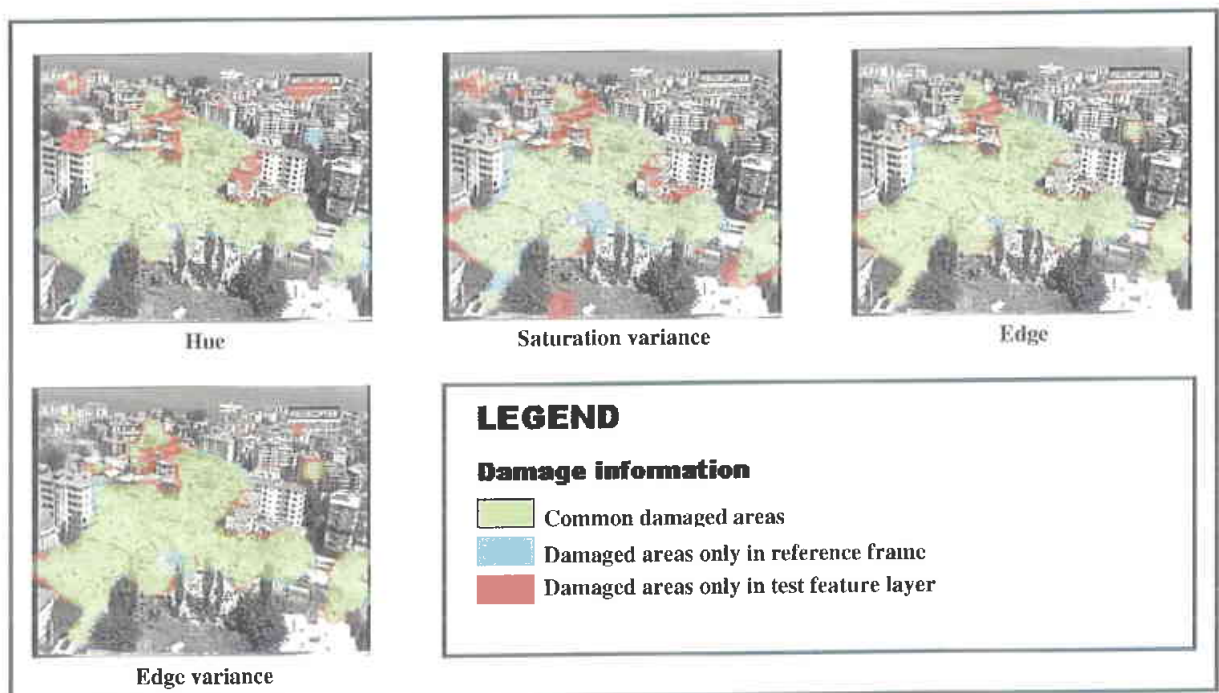 Hue
Saturation variance
Edge
Edge variance
LEGEND
Damage information
Common damaged areas
Damaged areas only in reference frame
Damaged areas only in test feature layer